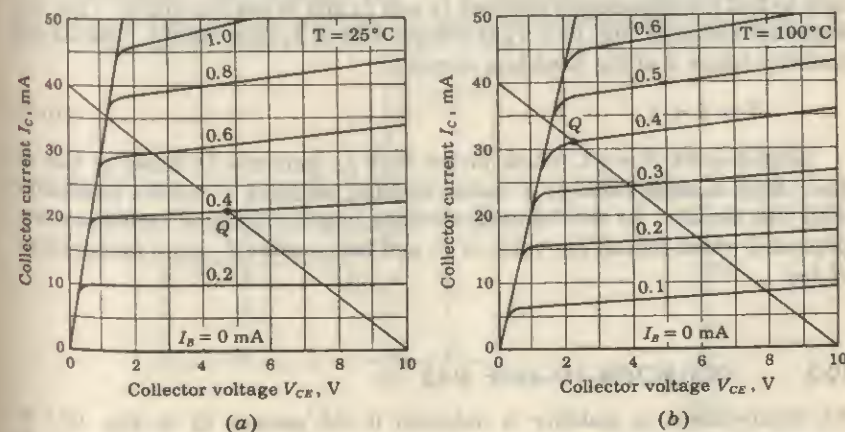 50
40
30
20
10
0
Collector current I_C, mA
1.0
0.8
0.6
0.4
0.2
T = 25°C
Q
I_B = 0 mA
0 2 4 6 8 10
Collector voltage V_CE, V
(a)
50
40
30
20
10
0
Collector current I_C, mA
0.6
0.5
0.4
0.3
0.2
0.1
T = 100°C
Q
I_B = 0 mA
0 2 4 6 8 10
Collector voltage V_CE, V
(b)